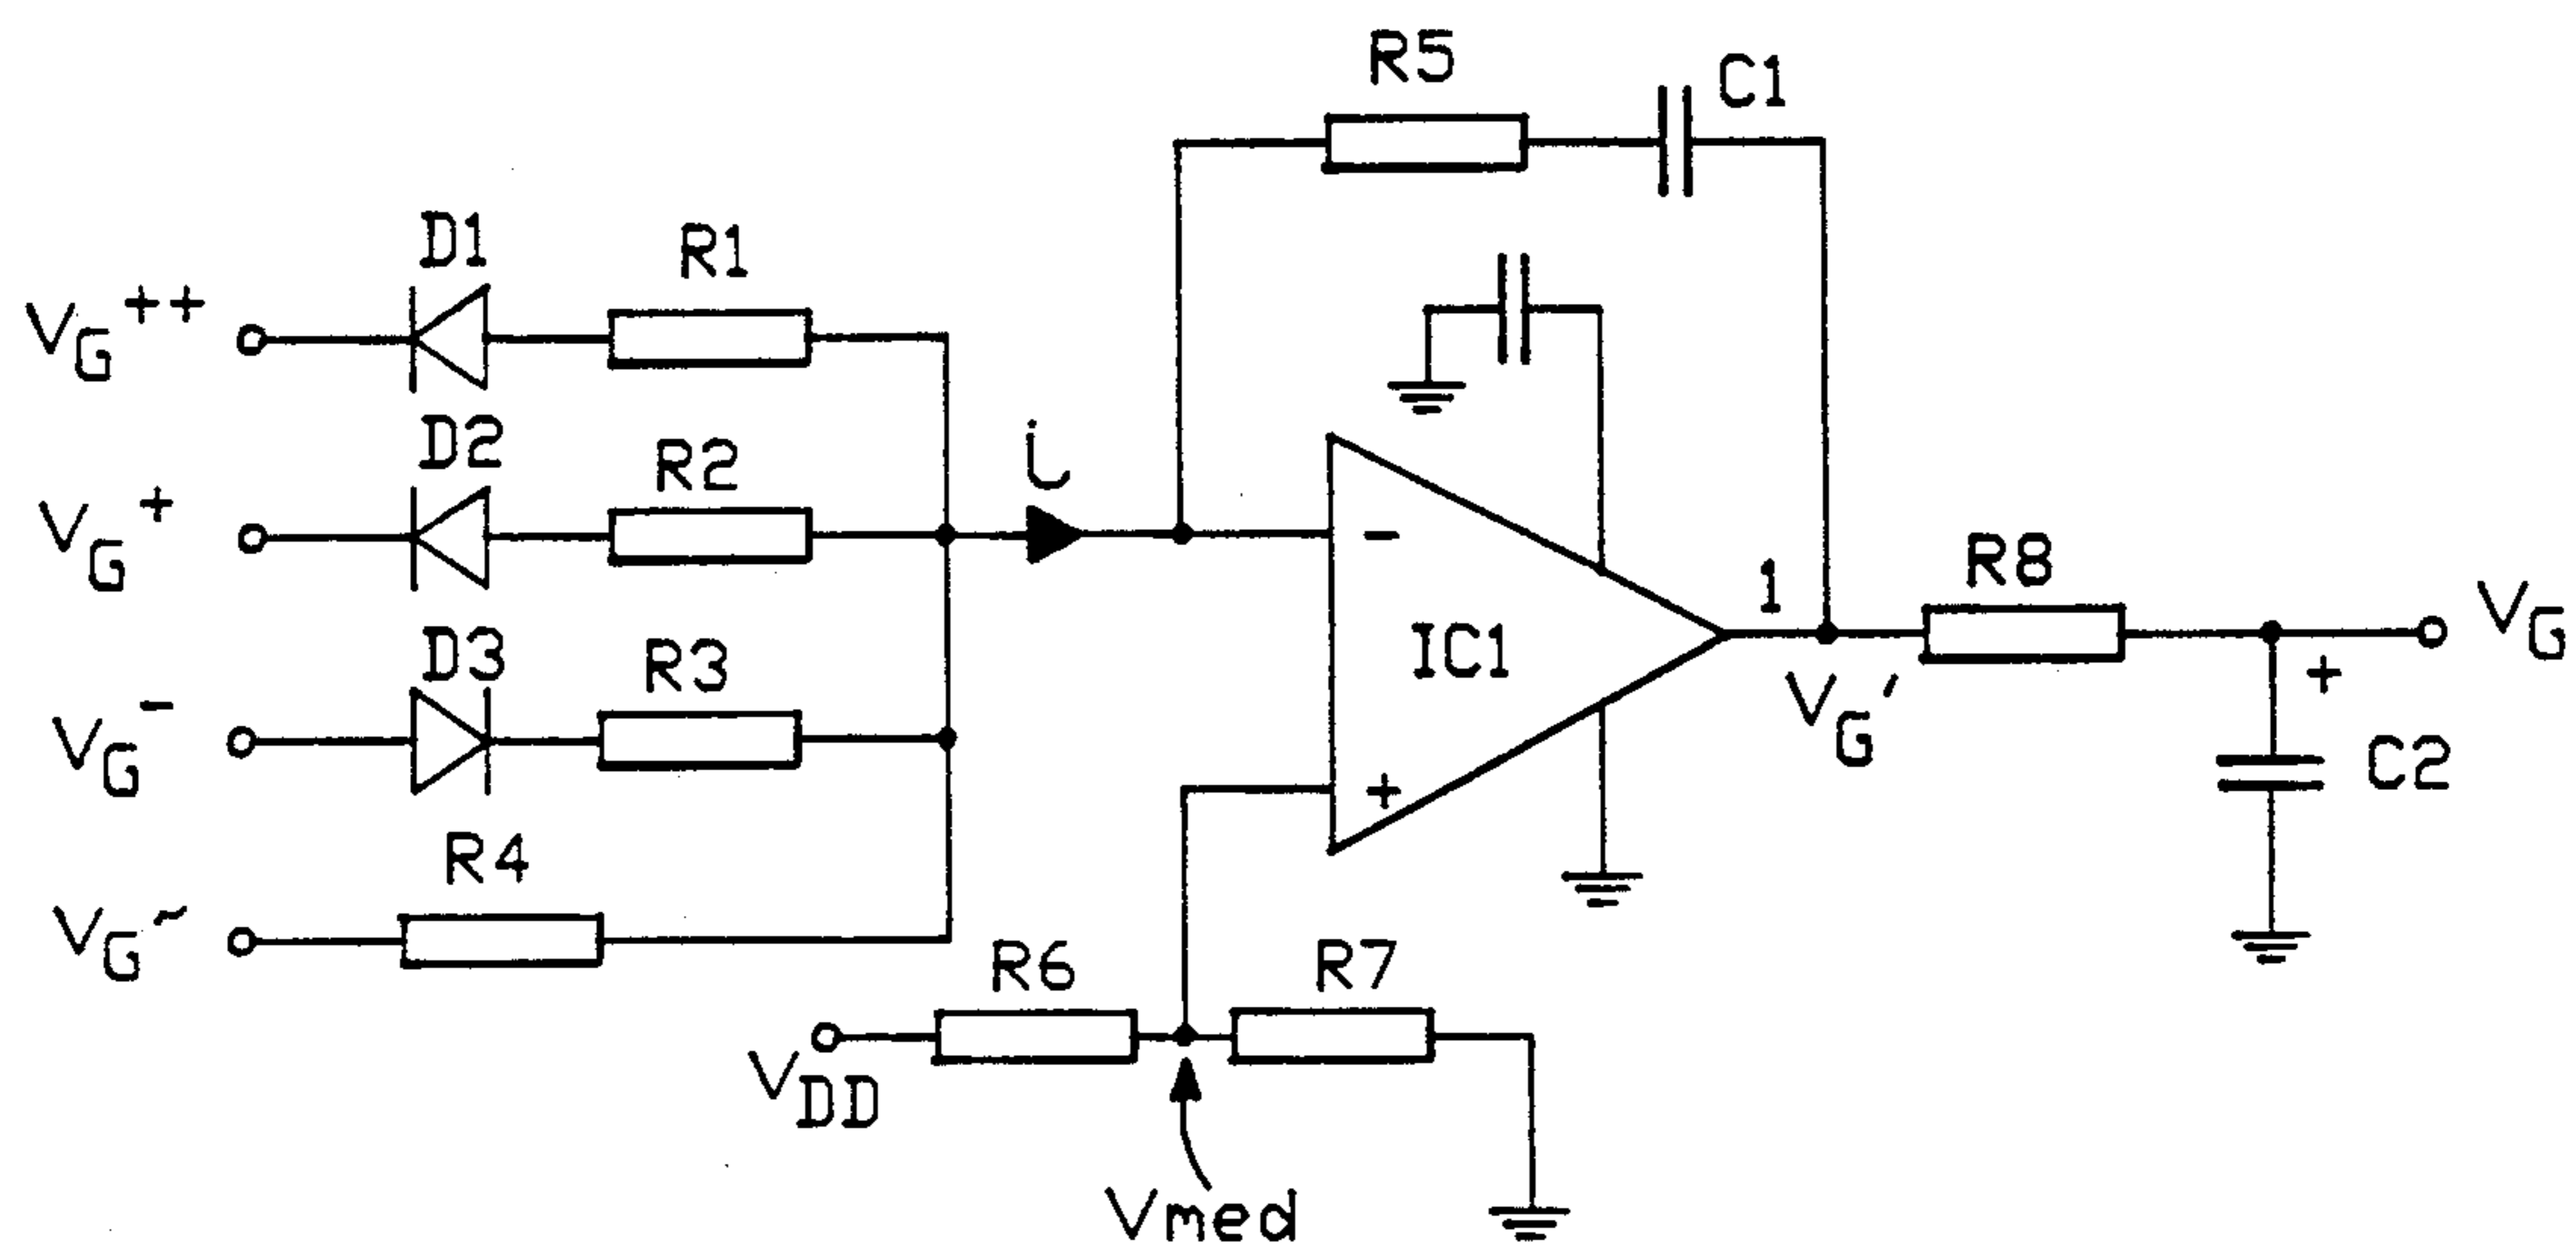 R5
C1
D1
R1
VG++
D2
R2
i
VG+
-
R8
1
VG
D3
R3
IC1
VG'
+
VG-
C2
+
R4
VG~
R6
R7
VDD
Vmed